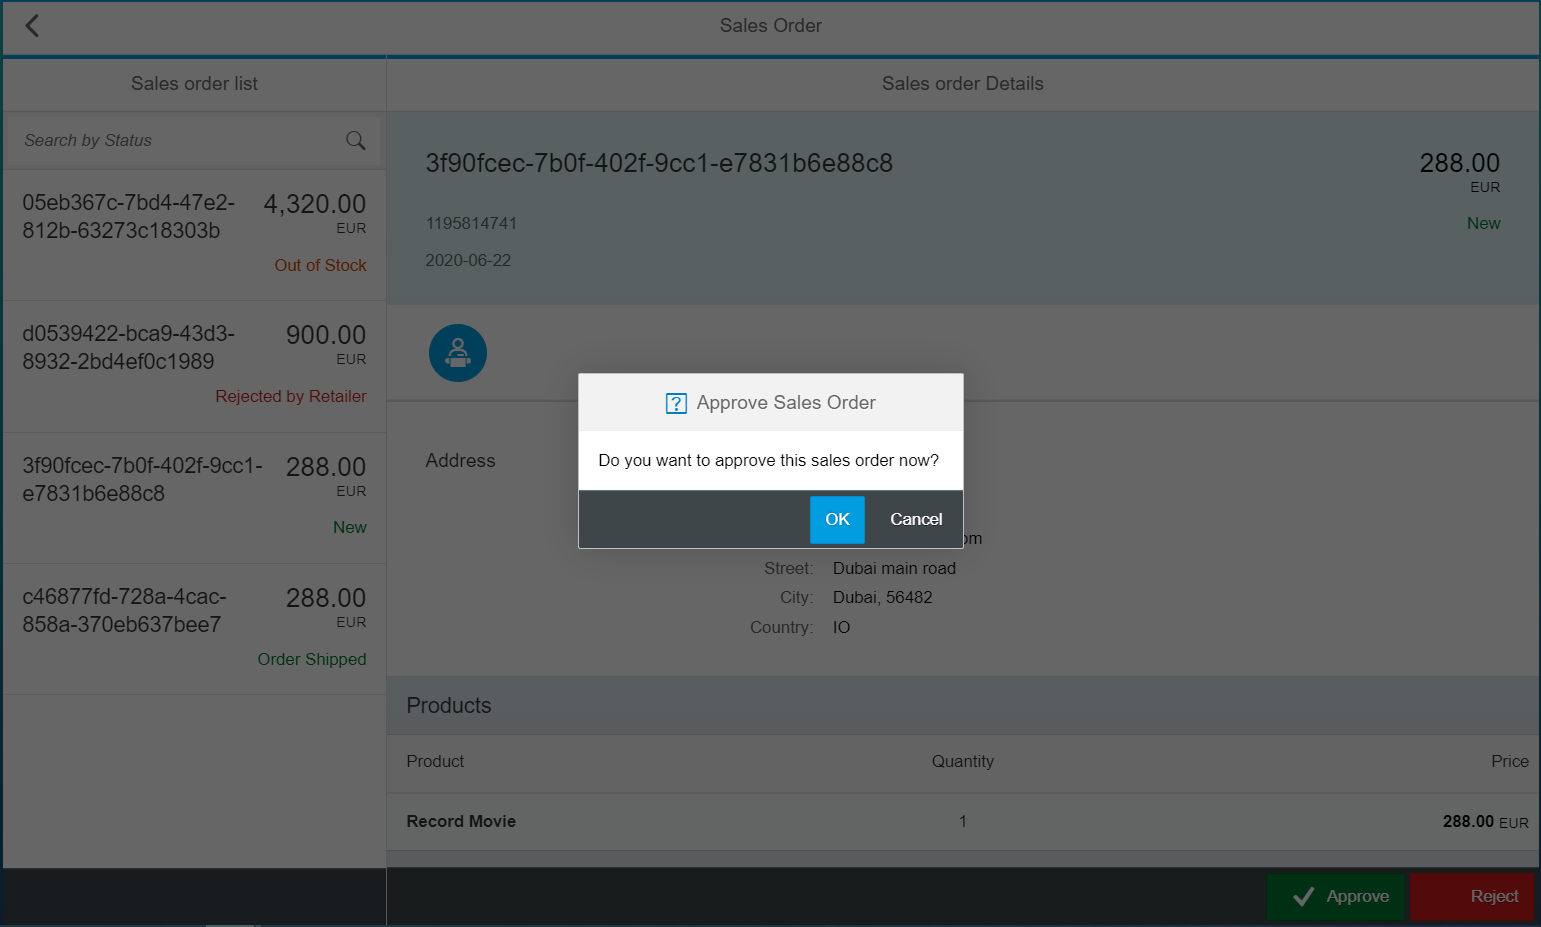 Sales Order
Sales order list
Search by Status
05eb367c-7bd4-47e2-
812b-63273c18303b
4,320.00
EUR
Out of Stock
d0539422-bca9-43d3-
8932-2bd4ef0c1989
900.00
EUR
Rejected by Retailer
3f90fcec-7b0f-402f-9cc1-
e7831b6e88c8
288.00
EUR
New
c46877fd-728a-4cac-
858a-370eb637bee7
288.00
EUR
Order Shipped
Sales order Details
3f90fcec-7b0f-402f-9cc1-e7831b6e88c8
288.00
EUR
1195814741
New
2020-06-22
? Approve Sales Order
Do you want to approve this sales order now?
OK Cancel
Address
Street: Dubai main road
City: Dubai, 56482
Country: IO
Products
Product Quantity Price
Record Movie 1 288.00 EUR
Approve Reject